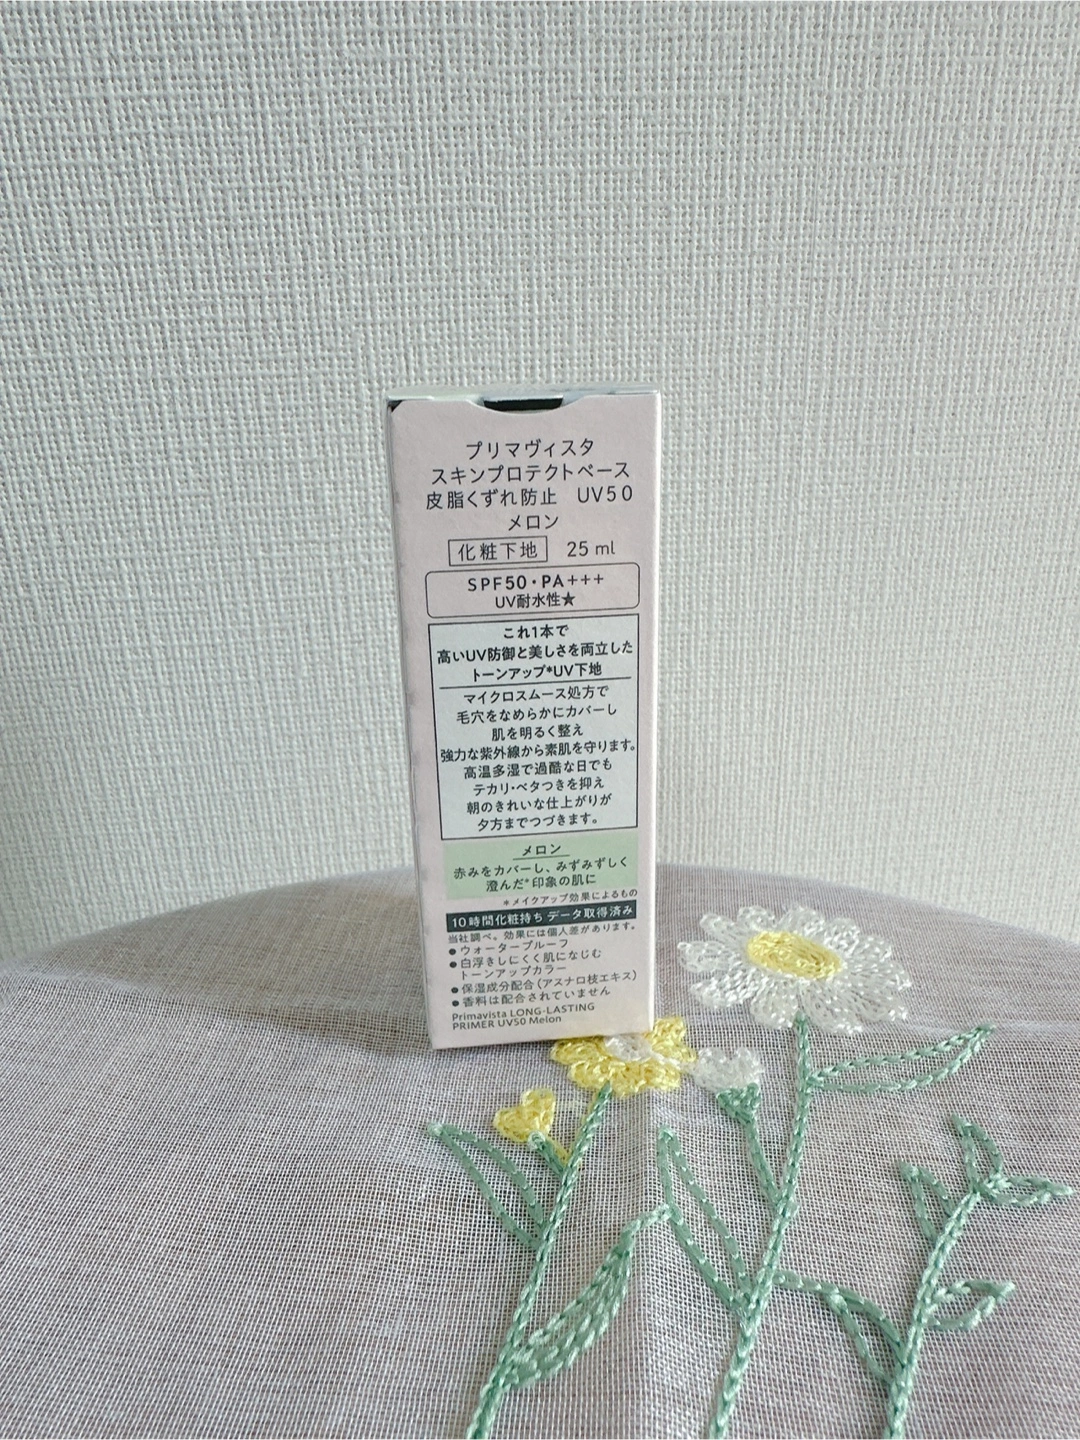 プリマヴィスタ
スキンプロテクトベース
皮脂くずれ防止　UV50
メロン
化粧下地　25 ml
SPF50・PA+++
UV耐水性★
これ1本で
高いUV防御と美しさを両立した
トーンアップ*UV下地
マイクロスムース処方で
毛穴をなめらかにカバーし
肌を明るく整え
強力な紫外線から素肌を守ります。
高温多湿で過酷な日でも
テカリ・ベタつきを抑え
朝のきれいな仕上がりが
夕方までつづきます。
メロン
赤みをカバーし、みずみずしく
澄んだ*印象の肌に
*メイクアップ効果によるもの
10時間化粧持ち データ取得済み
当社調べ。効果には個人差があります。
●ウォータープルーフ
●白浮きしにくく肌になじむ
トーンアップカラー
●保湿成分配合(アスナロ枝エキス)
●香料は配合されていません
Primavista LONG-LASTING
PRIMER UV50 Melon